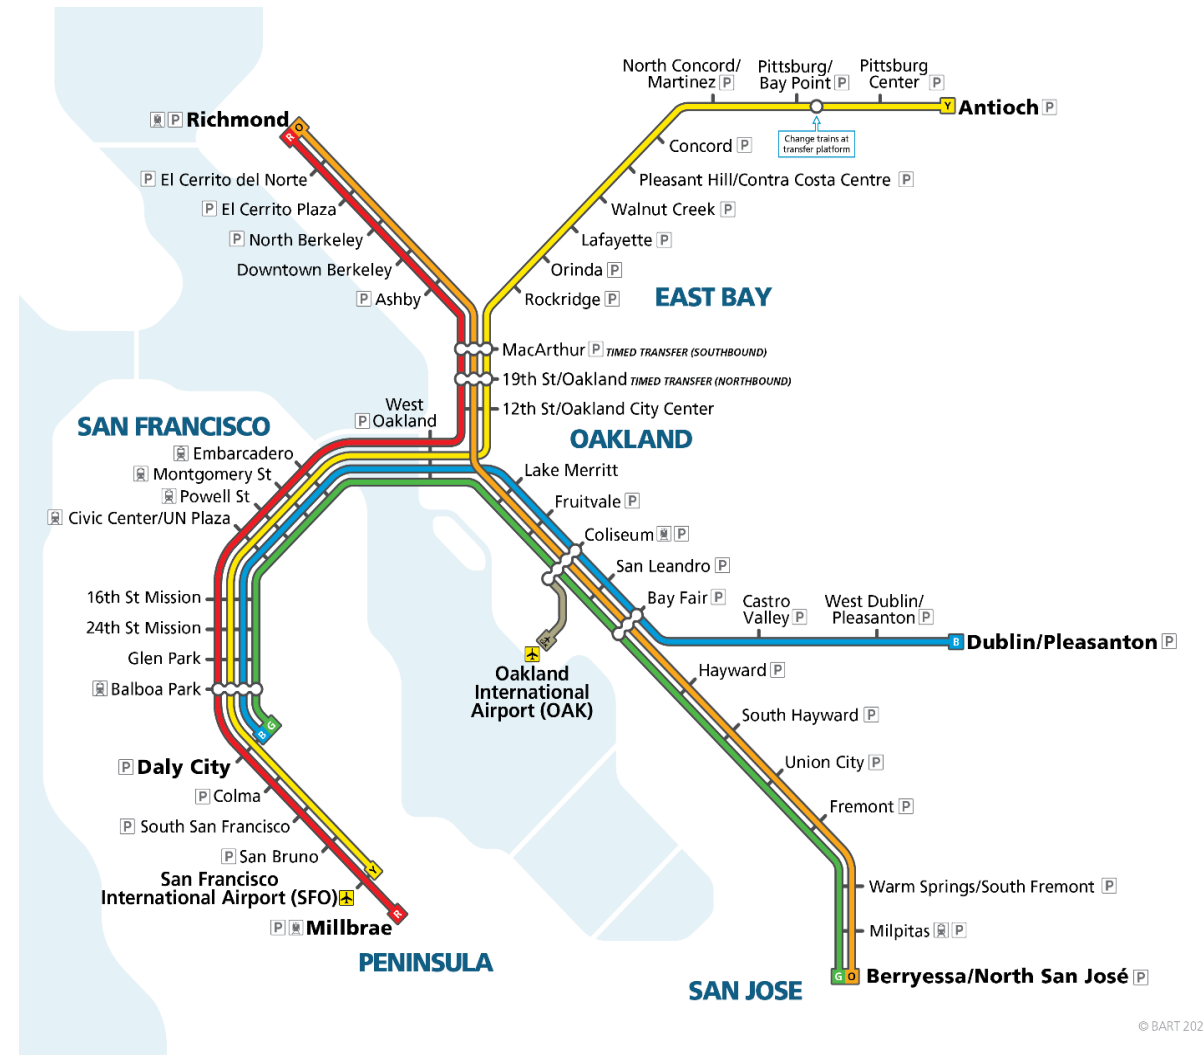 North Concord/
Martinez P
Pittsburg/
Bay Point P
Pittsburg
Center P
Y
Antioch P
Change trains at
transfer platform
P Richmond
R
O
Concord P
P El Cerrito del Norte
Pleasant Hill/Contra Costa Centre P
P El Cerrito Plaza
Walnut Creek P
P North Berkeley
Lafayette P
Downtown Berkeley
Orinda P
P Ashby
Rockridge P
EAST BAY
MacArthur P TIMED TRANSFER (SOUTHBOUND)
19th St/Oakland TIMED TRANSFER (NORTHBOUND)
12th St/Oakland City Center
West
P Oakland
SAN FRANCISCO
OAKLAND
Embarcadero
Montgomery St
Powell St
Civic Center/UN Plaza
Lake Merritt
Fruitvale P
Coliseum P
San Leandro P
Bay Fair P
16th St Mission
24th St Mission
Glen Park
Balboa Park
Castro
Valley P
West Dublin/
Pleasanton P
B
Dublin/Pleasanton P
Oakland
International
Airport (OAK)
Hayward P
South Hayward P
Union City P
Fremont P
G
B
P Daly City
P Colma
P South San Francisco
P San Bruno
Y
San Francisco
International Airport (SFO)
R
P Millbrae
PENINSULA
Warm Springs/South Fremont P
Milpitas P
G O
Berryessa/North San José P
SAN JOSE
© BART 202